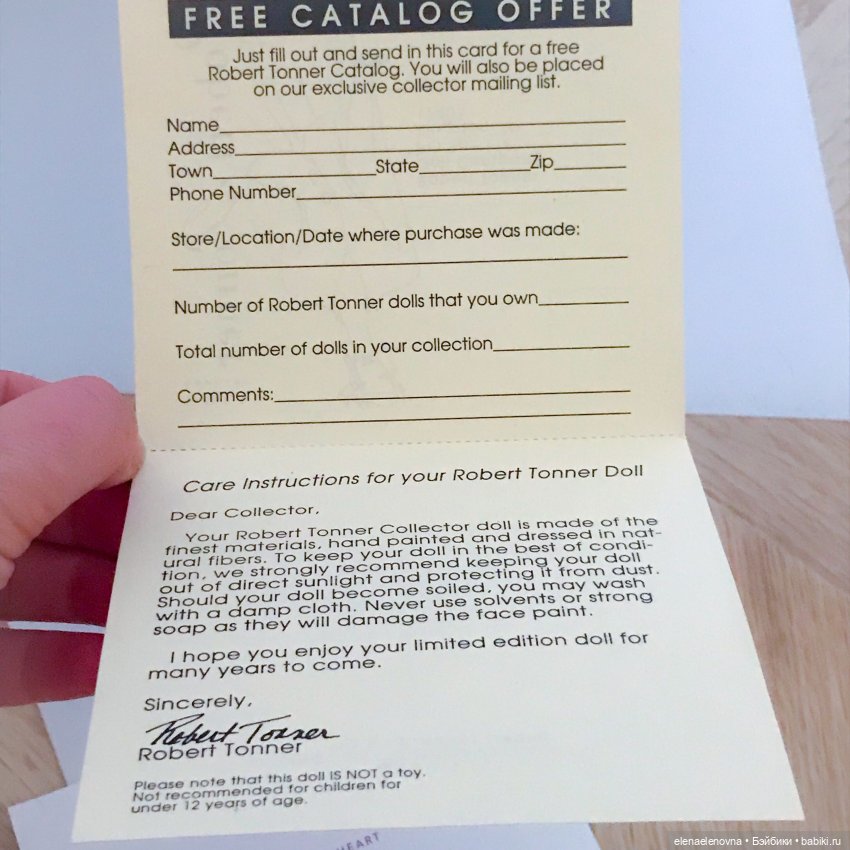 FREE CATALOG OFFER
Just fill out and send in this card for a free
Robert Tonner Catalog. You will also be placed
on our exclusive collector mailing list.
Name
Address
Town State Zip
Phone Number
Store/Location/Date where purchase was made:
Number of Robert Tonner dolls that you own
Total number of dolls in your collection
Comments:
Care Instructions for your Robert Tonner Doll
Dear Collector,
Your Robert Tonner Collector doll is made of the
finest materials, hand painted and dressed in nat-
ural fibers. To keep your doll in the best of condi-
tion, we strongly recommend keeping your doll
out of direct sunlight and protecting it from dust.
Should your doll become soiled, you may wash
with a damp cloth. Never use solvents or strong
soap as they will damage the face paint.
I hope you enjoy your limited edition doll for
many years to come.
Sincerely,
Robert Tonner
Robert Tonner
Please note that this doll IS NOT a toy.
Not recommended for children for
under 12 years of age.
HEART
elenaelenovna • Бэйбики • babiki.ru